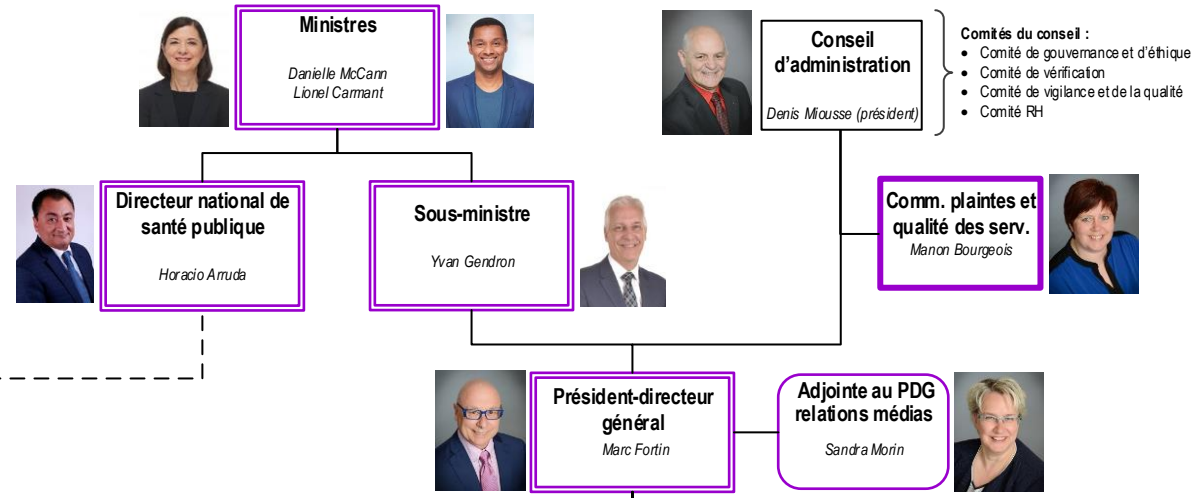 Ministres
Danielle McCann
Lionel Carmant
Conseil
d'administration
Denis Miousse (président)
Comités du conseil :
• Comité de gouvernance et d'éthique
• Comité de vérification
• Comité de vigilance et de la qualité
• Comité RH
Directeur national de
santé publique
Horacio Arruda
Sous-ministre
Yvan Gendron
Comm. plaintes et
qualité des serv.
Manon Bourgeois
Président-directeur
général
Marc Fortin
Adjointe au PDG
relations médias
Sandra Morin